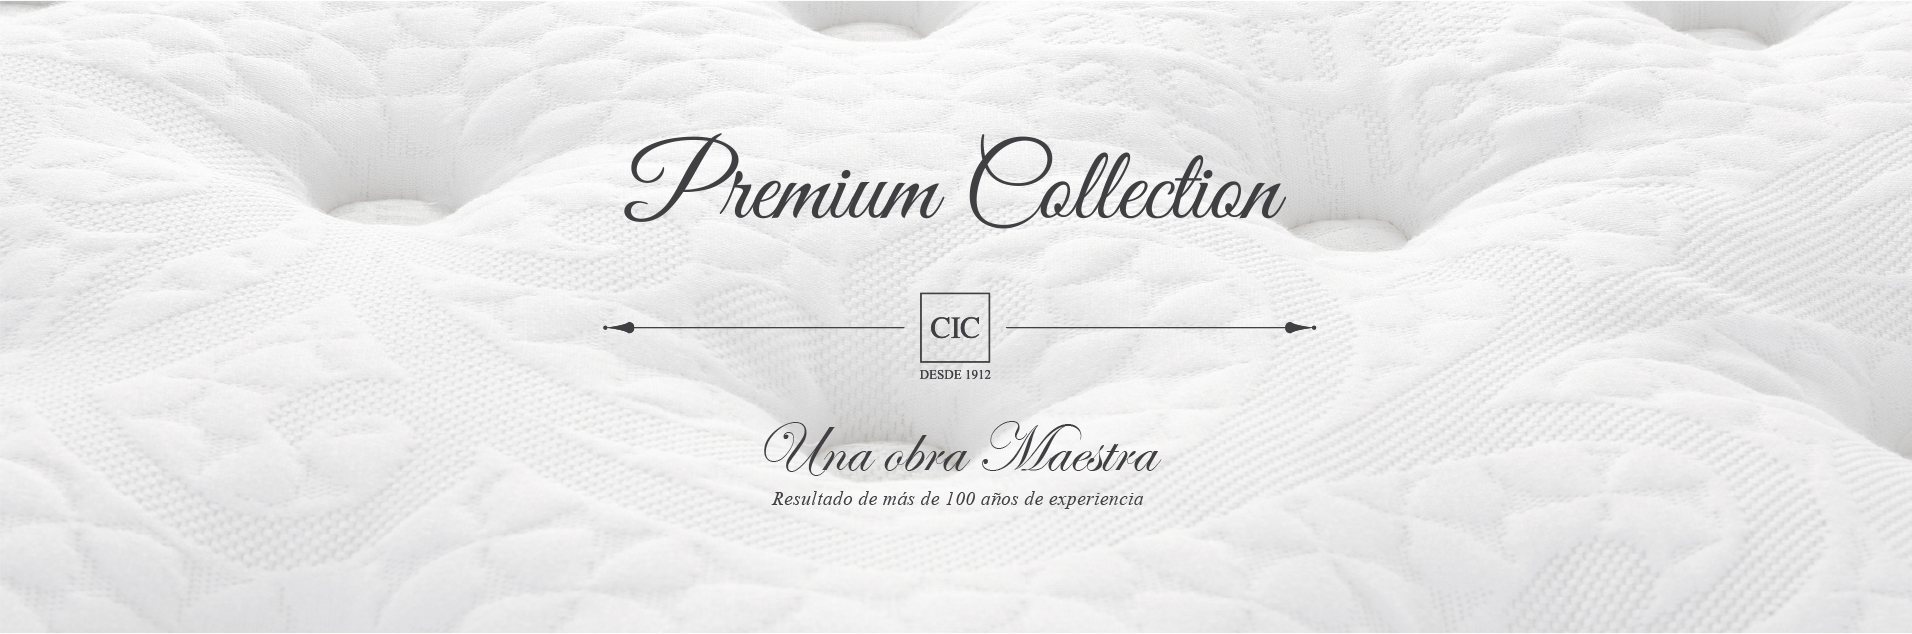 Premium Collection
CIC
DESDE 1912
Una obra Maestra
Resultado de más de 100 años de experiencia